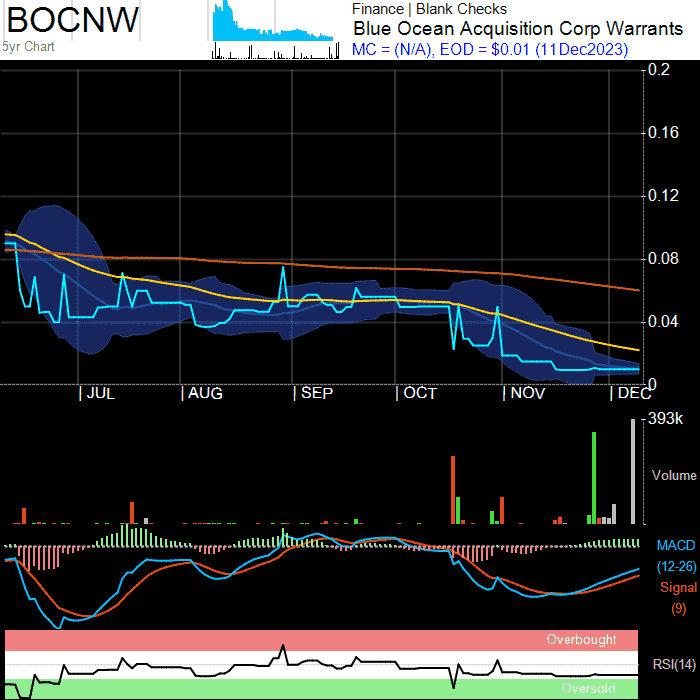 BOCNW
5yr Chart
Finance | Blank Checks
Blue Ocean Acquisition Corp Warrants
MC = (N/A), EOD = $0.01 (11Dec2023)
0.2
0.16
0.12
0.08
0.04
0
JUL AUG SEP OCT NOV DEC
393k
Volume
MACD
(12-26)
Signal
(9)
Overbought
RSI(14)
Oversold